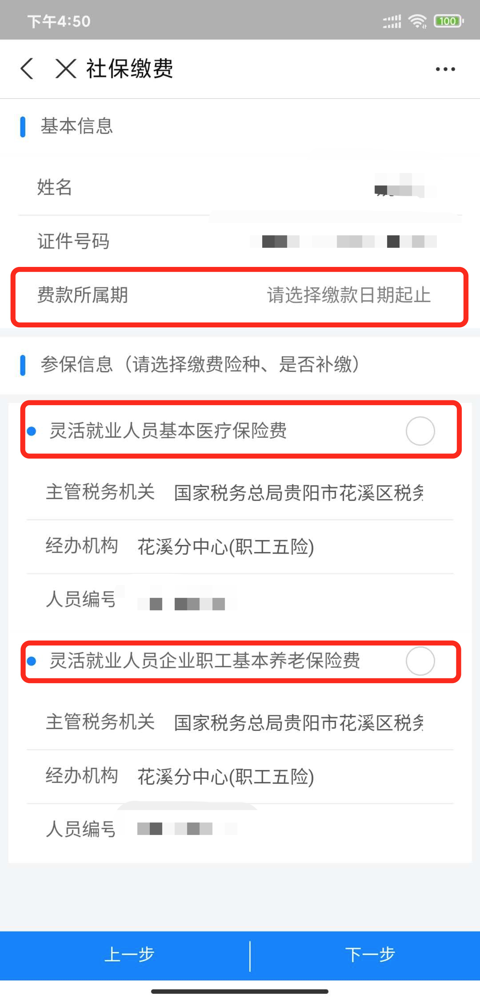 下午4:50
100
社保缴费
基本信息
姓名
证件号码
费款所属期 请选择缴款日期起止
参保信息（请选择缴费险种、是否补缴）
灵活就业人员基本医疗保险费
主管税务机关 国家税务总局贵阳市花溪区税务
经办机构 花溪分中心(职工五险)
人员编号
灵活就业人员企业职工基本养老保险费
主管税务机关 国家税务总局贵阳市花溪区税务
经办机构 花溪分中心(职工五险)
人员编号
上一步 下一步